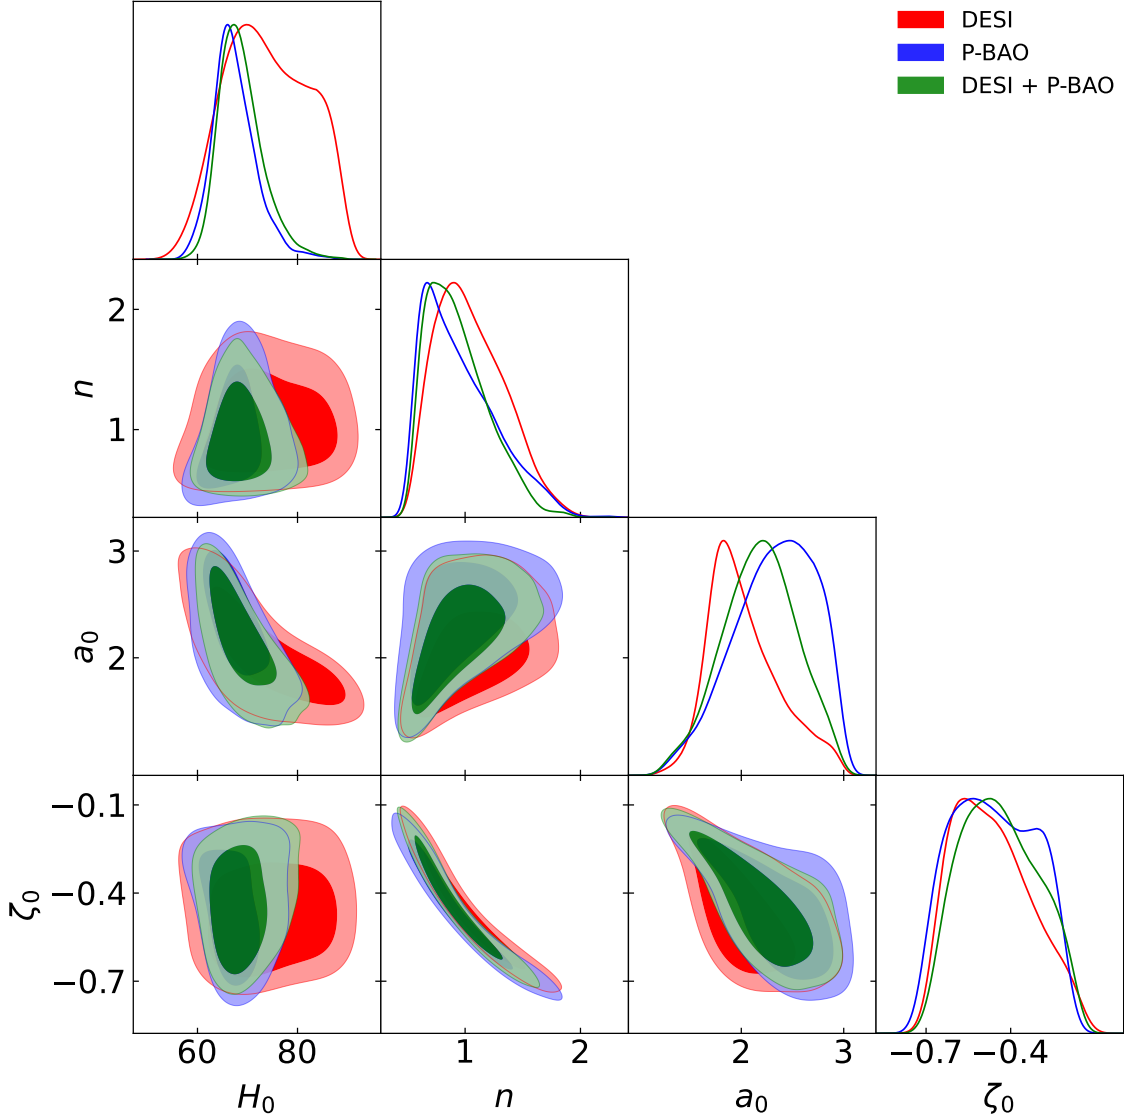 DESI
P-BAO
DESI + P-BAO
2
1
n
3
2
a₀
−0.1
−0.4
−0.7
ζ₀
60 80
1 2
2 3
−0.7 −0.4
H₀ n a₀ ζ₀